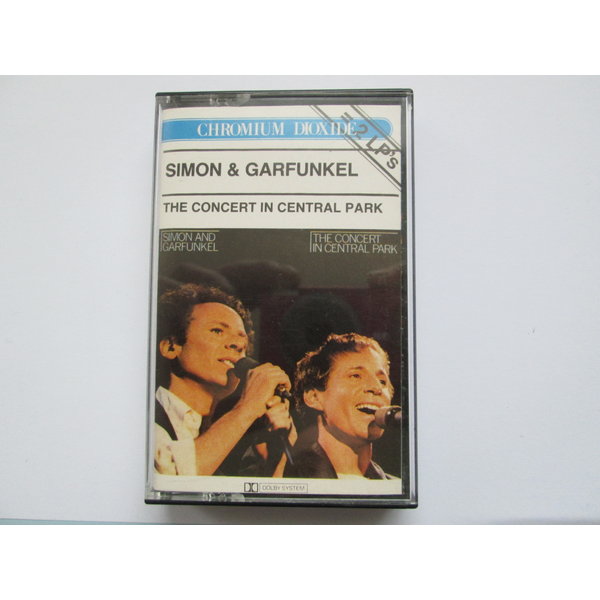 CHROMIUM DIOXIDE
= 2 LP's
SIMON & GARFUNKEL
THE CONCERT IN CENTRAL PARK
SIMON AND
GARFUNKEL
THE CONCERT
IN CENTRAL PARK
DOLBY SYSTEM